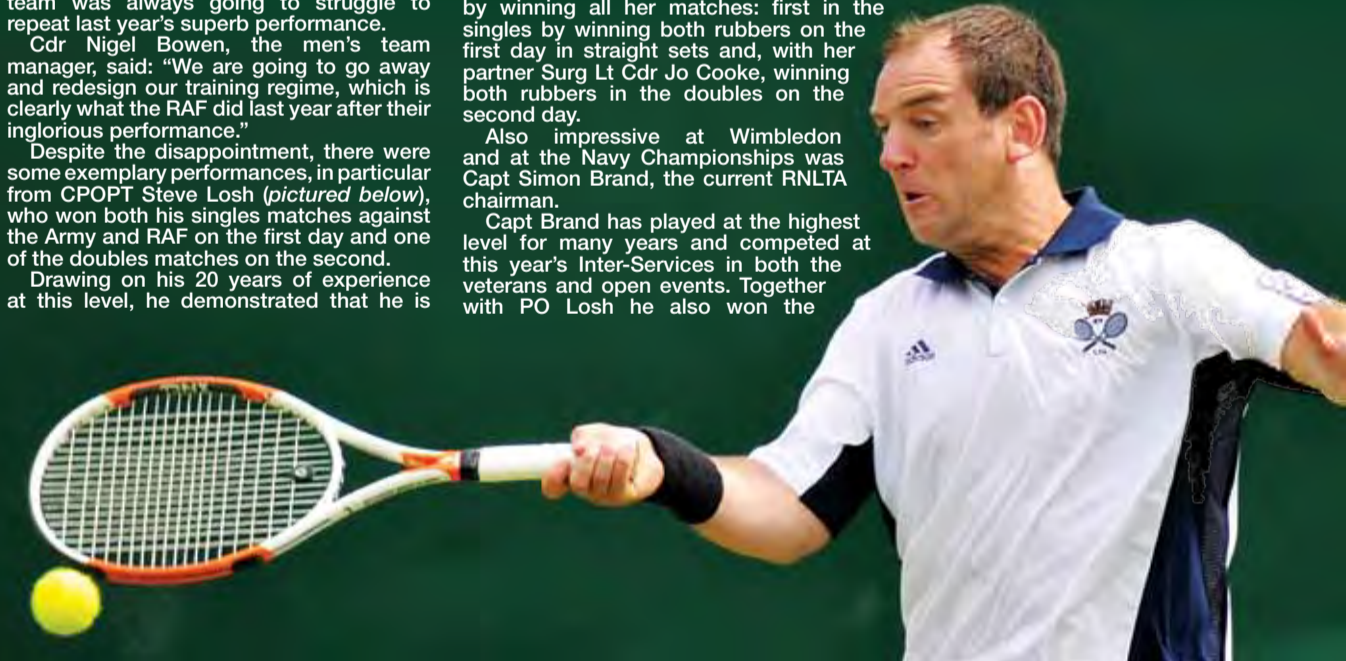 team was always going to struggle to
repeat last year's superb performance.
Cdr Nigel Bowen, the men's team
manager, said: “We are going to go away
and redesign our training regime, which is
clearly what the RAF did last year after their
inglorious performance.”
Despite the disappointment, there were
some exemplary performances, in particular
from CPOPT Steve Losh (pictured below),
who won both his singles matches against
the Army and RAF on the first day and one
of the doubles matches on the second.
Drawing on his 20 years of experience
at this level, he demonstrated that he is
by winning all her matches: first in the
singles by winning both rubbers on the
first day in straight sets and, with her
partner Surg Lt Cdr Jo Cooke, winning
both rubbers in the doubles on the
second day.
Also impressive at Wimbledon
and at the Navy Championships was
Capt Simon Brand, the current RNLTA
chairman.
Capt Brand has played at the highest
level for many years and competed at
this year's Inter-Services in both the
veterans and open events. Together
with PO Losh he also won the
adidas